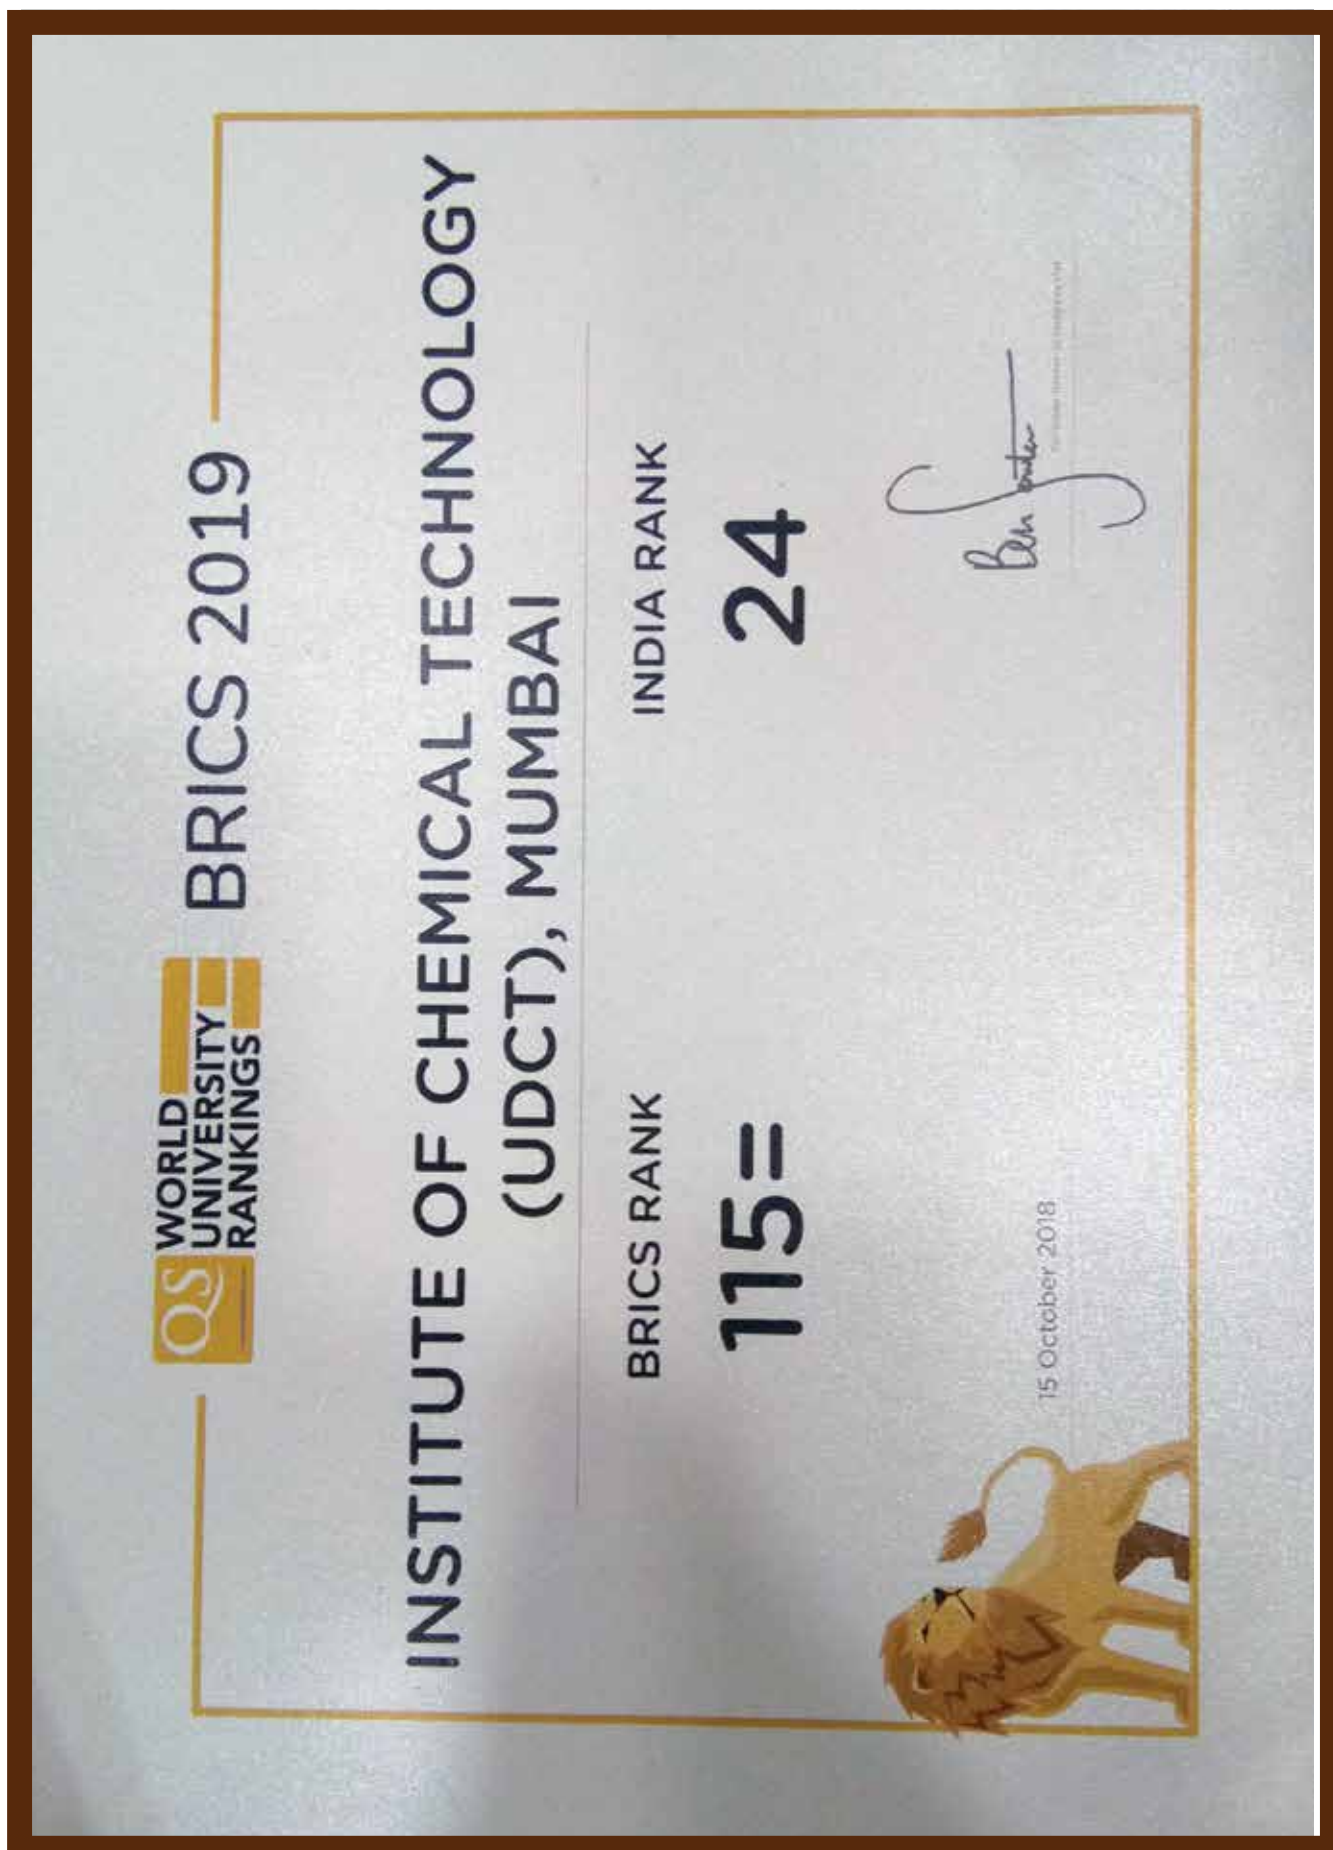 QS
WORLD
UNIVERSITY
RANKINGS
BRICS 2019
INSTITUTE OF CHEMICAL TECHNOLOGY
(UDCT), MUMBAI
BRICS RANK
INDIA RANK
115=
24
Ben
15 October 2018